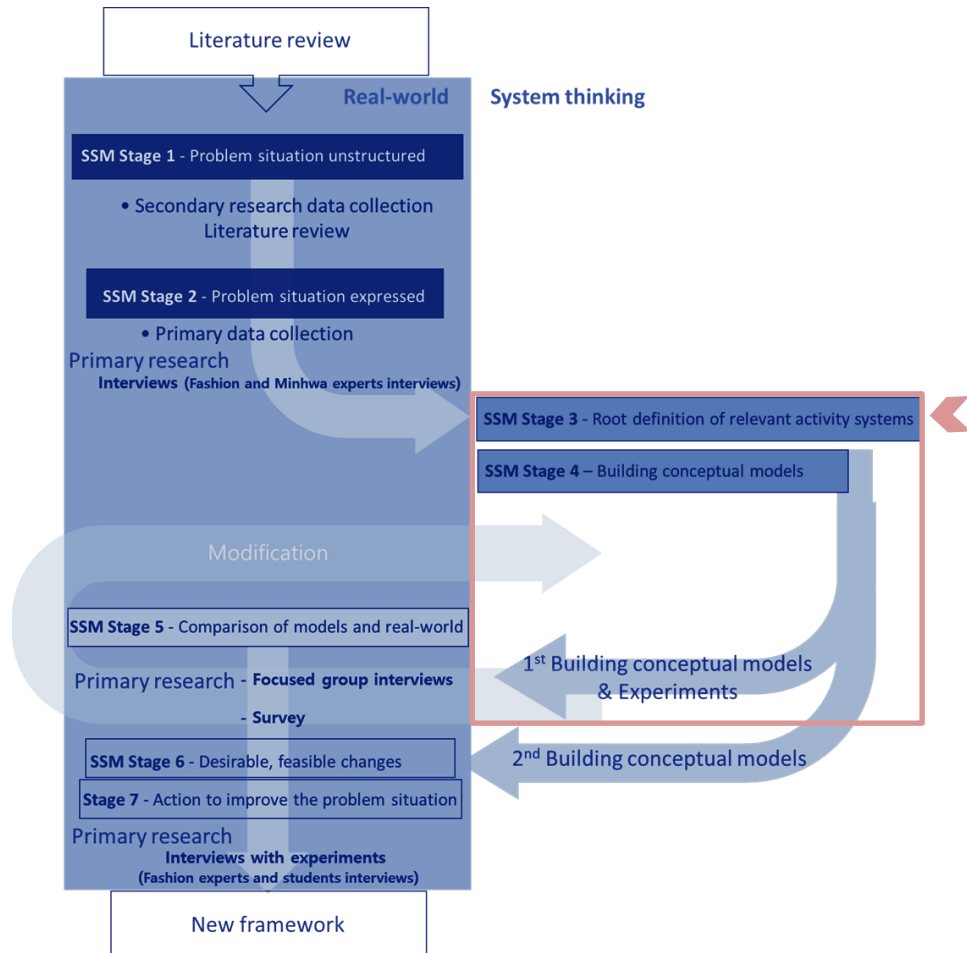 Literature review
Real-world
System thinking
SSM Stage 1 - Problem situation unstructured
• Secondary research data collection
Literature review
SSM Stage 2 - Problem situation expressed
• Primary data collection
Primary research
Interviews (Fashion and Minhwa experts interviews)
SSM Stage 3 - Root definition of relevant activity systems
SSM Stage 4 – Building conceptual models
Modification
SSM Stage 5 - Comparison of models and real-world
1st Building conceptual models
& Experiments
Primary research - Focused group interviews
- Survey
SSM Stage 6 - Desirable, feasible changes
2nd Building conceptual models
Stage 7 - Action to improve the problem situation
Primary research
Interviews with experiments
(Fashion experts and students interviews)
New framework